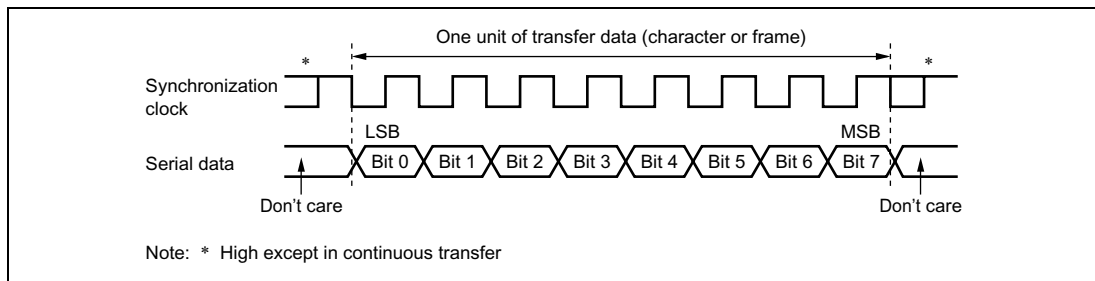 One unit of transfer data (character or frame)
* *
Synchronization
clock
LSB MSB
Serial data Bit 0 Bit 1 Bit 2 Bit 3 Bit 4 Bit 5 Bit 6 Bit 7
Don't care Don't care
Note: * High except in continuous transfer